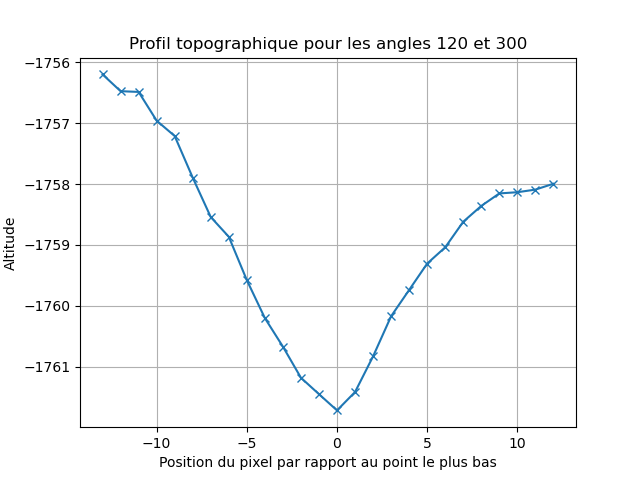 Profil topographique pour les angles 120 et 300
−1756
−1757
−1758
−1759
−1760
−1761
Altitude
−10 −5 0 5 10
Position du pixel par rapport au point le plus bas